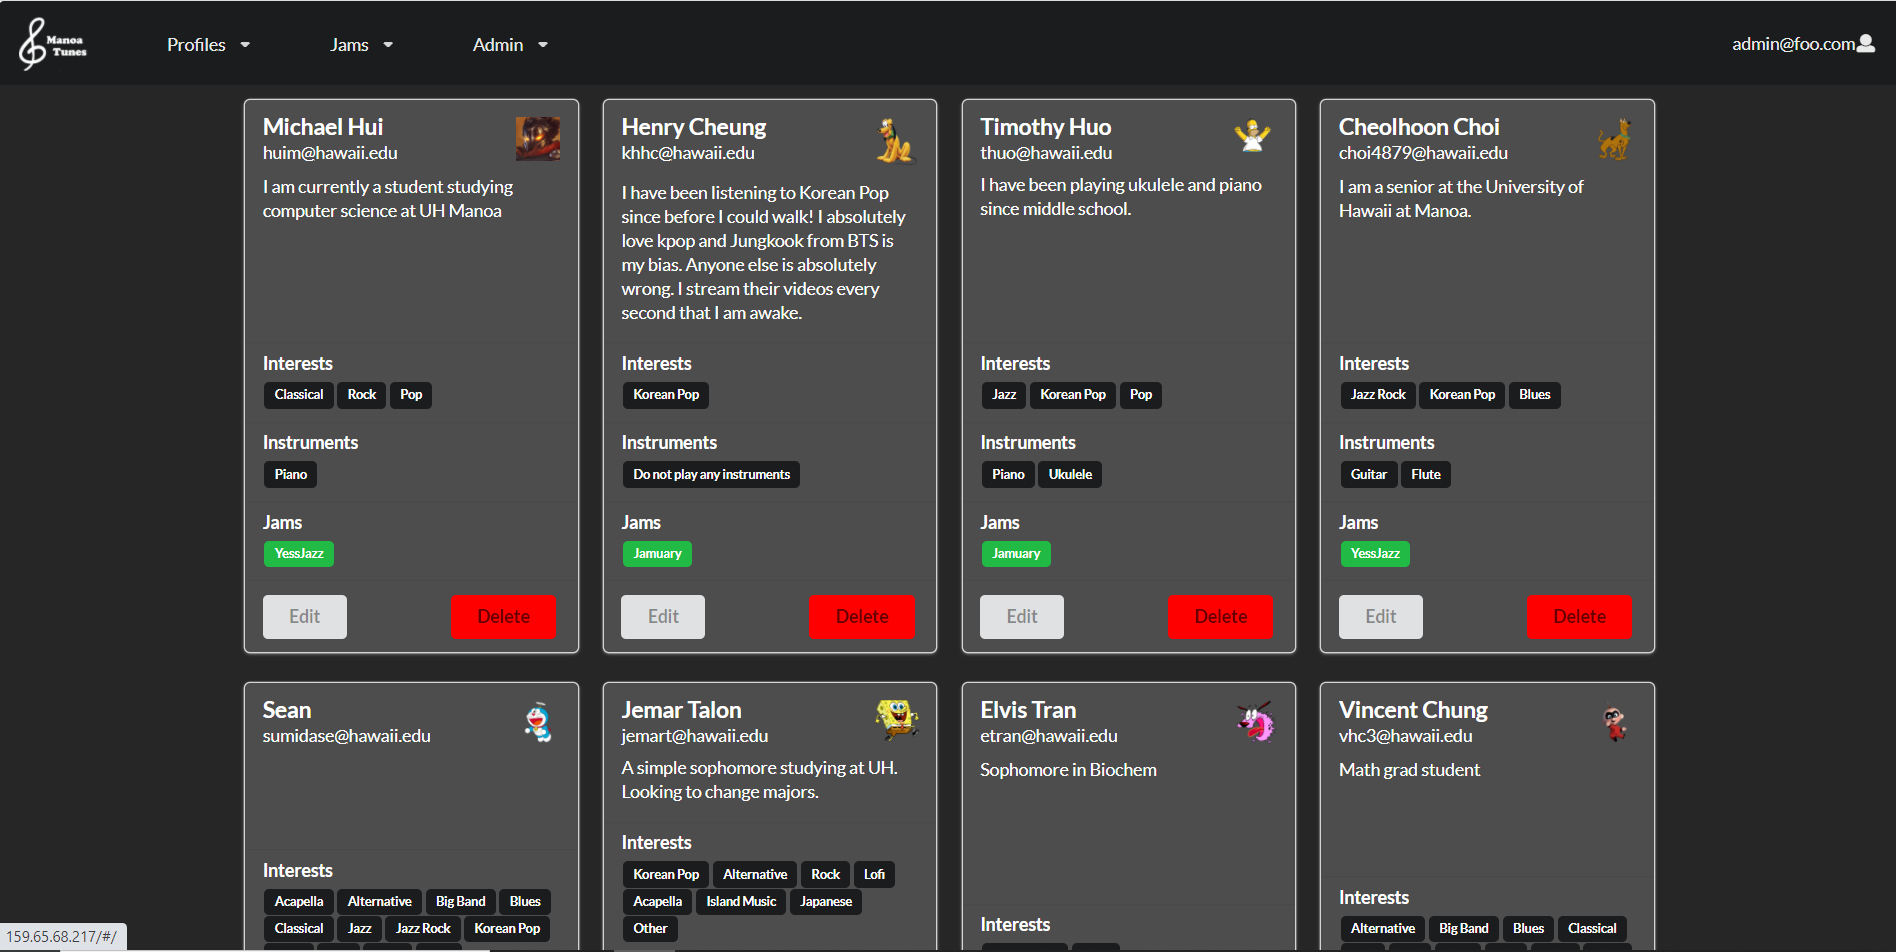 Manoa
Tunes
Profiles
Jams
Admin
admin@foo.com
Michael Hui
huim@hawaii.edu
I am currently a student studying
computer science at UH Manoa
Interests
Classical Rock Pop
Instruments
Piano
Jams
YessJazz
Edit Delete
Henry Cheung
khhc@hawaii.edu
I have been listening to Korean Pop
since before I could walk! I absolutely
love kpop and Jungkook from BTS is
my bias. Anyone else is absolutely
wrong. I stream their videos every
second that I am awake.
Interests
Korean Pop
Instruments
Do not play any instruments
Jams
Jamuary
Edit Delete
Timothy Huo
thuo@hawaii.edu
I have been playing ukulele and piano
since middle school.
Interests
Jazz Korean Pop Pop
Instruments
Piano Ukulele
Jams
Jamuary
Edit Delete
Cheolhoon Choi
choi4879@hawaii.edu
I am a senior at the University of
Hawaii at Manoa.
Interests
Jazz Rock Korean Pop Blues
Instruments
Guitar Flute
Jams
YessJazz
Edit Delete
Sean
sumidase@hawaii.edu
Interests
Acapella Alternative Big Band Blues
Classical Jazz Jazz Rock Korean Pop
Jemar Talon
jemart@hawaii.edu
A simple sophomore studying at UH.
Looking to change majors.
Interests
Korean Pop Alternative Rock Lofi
Acapella Island Music Japanese
Other
Elvis Tran
etran@hawaii.edu
Sophomore in Biochem
Interests
Vincent Chung
vhc3@hawaii.edu
Math grad student
Interests
Alternative Big Band Blues Classical
159.65.68.217/#/